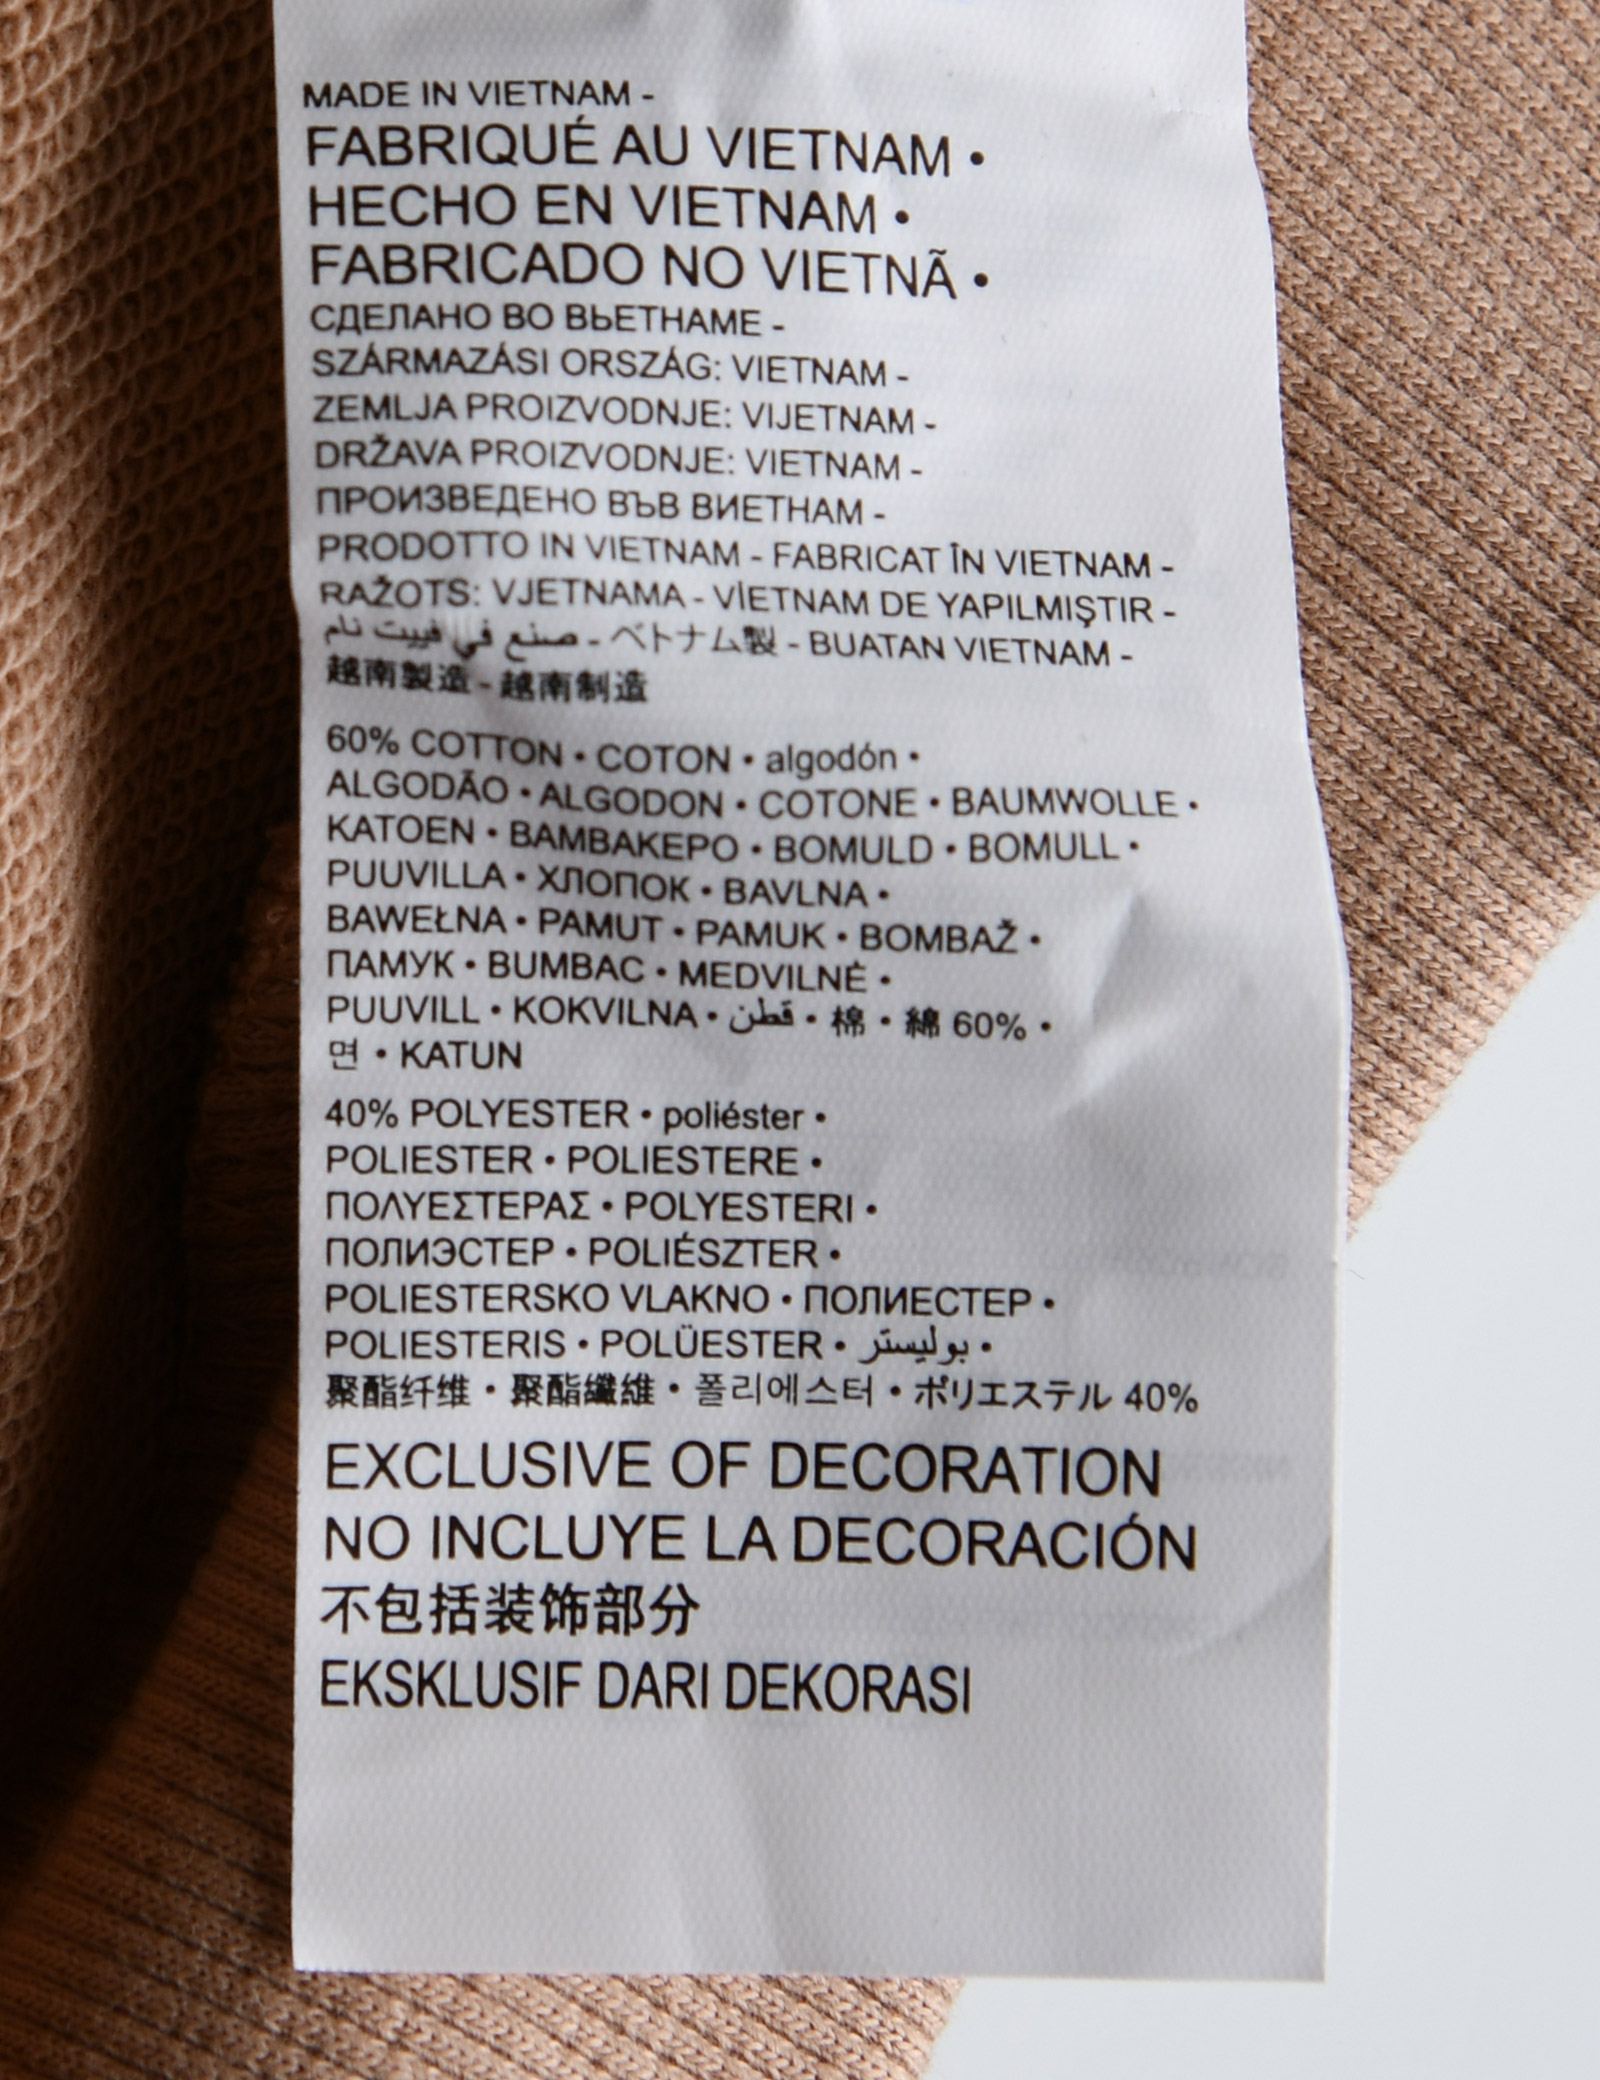 MADE IN VIETNAM -
FABRIQUÉ AU VIETNAM •
HECHO EN VIETNAM •
FABRICADO NO VIETNÃ •
СДЕЛАНО ВО ВЬЕТНАМЕ -
SZÁRMAZÁSI ORSZÁG: VIETNAM -
ZEMLJA PROIZVODNJE: VIJETNAM -
DRŽAVA PROIZVODNJE: VIETNAM -
ПРОИЗВЕДЕНО ВЪВ ВИЕТНАМ -
PRODOTTO IN VIETNAM - FABRICAT ÎN VIETNAM -
RAŽOTS: VJETNAMA - VİETNAM DE YAPILMIŞTIR -
صنع في فييت نام - ベトナム製 - BUATAN VIETNAM -
越南製造 - 越南制造
60% COTTON • COTON • algodón •
ALGODÃO • ALGODON • COTONE • BAUMWOLLE •
KATOEN • ΒΑΜΒΑΚΕΡΟ • BOMULD • BOMULL •
PUUVILLA • ХЛОПОК • BAVLNA •
BAWEŁNA • PAMUT • PAMUK • BOMBAŽ •
ПАМУК • BUMBAC • MEDVILNĖ •
PUUVILL • KOKVILNA • قطن • 棉 • 綿 60% •
면 • KATUN
40% POLYESTER • poliéster •
POLIESTER • POLIESTERE •
ΠΟΛΥΕΣΤΕΡΑΣ • POLYESTERI •
ПОЛИЭСТЕР • POLIÉSZTER •
POLIESTERSKO VLAKNO • ПОЛИЕСТЕР •
POLIESTERIS • POLÜESTER • بوليستر •
聚酯纤维 • 聚酯纖維 • 폴리에스터 • ポリエステル 40%
EXCLUSIVE OF DECORATION
NO INCLUYE LA DECORACIÓN
不包括装饰部分
EKSKLUSIF DARI DEKORASI